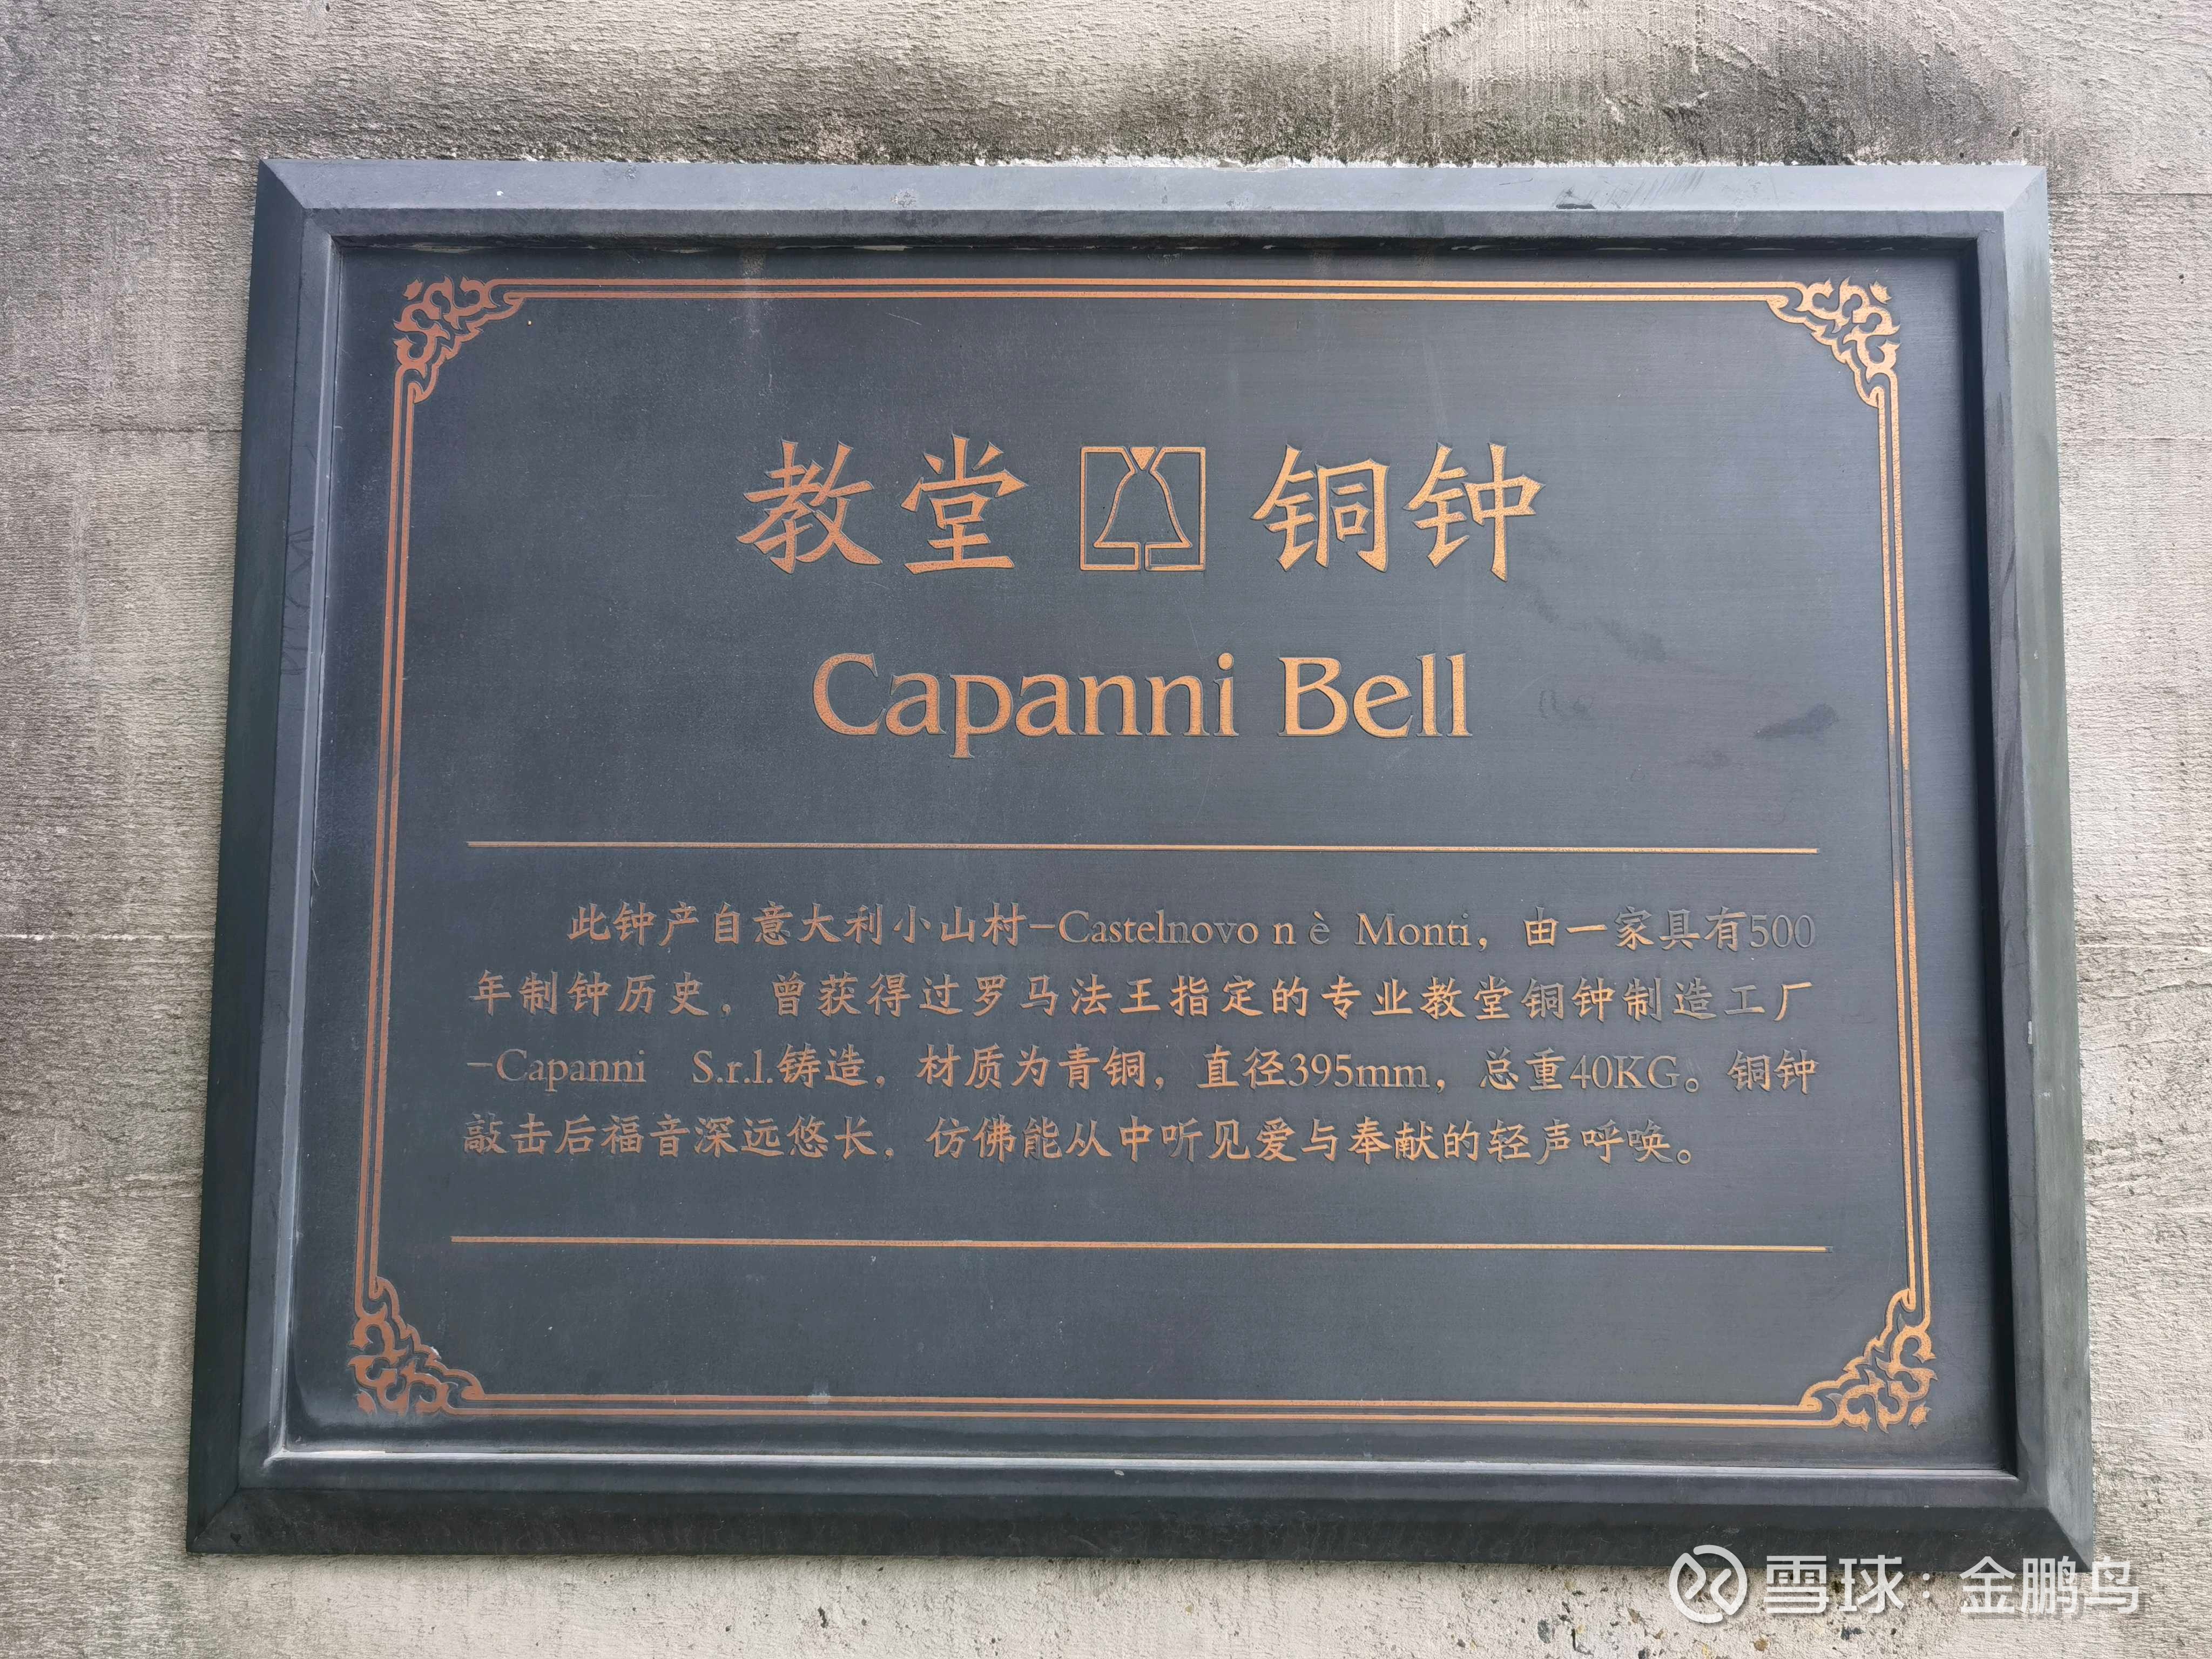 教堂 铜钟
Capanni Bell
此钟产自意大利小山村-Castelnovo n è Monti，由一家具有500
年制钟历史，曾获得过罗马法王指定的专业教堂铜钟制造工厂
-Capanni S.r.l.铸造，材质为青铜，直径395mm，总重40KG。铜钟
敲击后福音深远悠长，仿佛能从中听见爱与奉献的轻声呼唤。
雪球：金鹏鸟